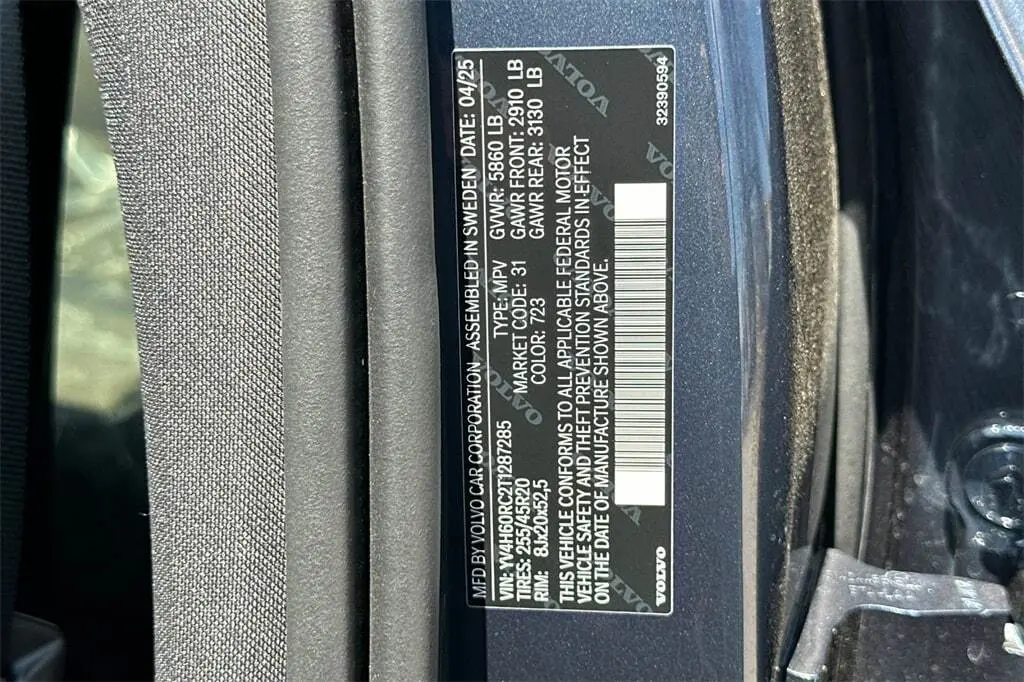 MFD BY VOLVO CAR CORPORATION ASSEMBLED IN SWEDEN DATE: 04/25
VIN: YV4H60RC2T1287285 TYPE: MPV GVWR: 5860 LB
TIRES: 255/45R20 MARKET CODE: 31 GAWR FRONT: 2910 LB
RIM: 8Jx20x52,5 COLOR: 723 GAWR REAR: 3130 LB
THIS VEHICLE CONFORMS TO ALL APPLICABLE FEDERAL MOTOR
VEHICLE SAFETY AND THEFT PREVENTION STANDARDS IN EFFECT
ON THE DATE OF MANUFACTURE SHOWN ABOVE.
VOLVO 32390594